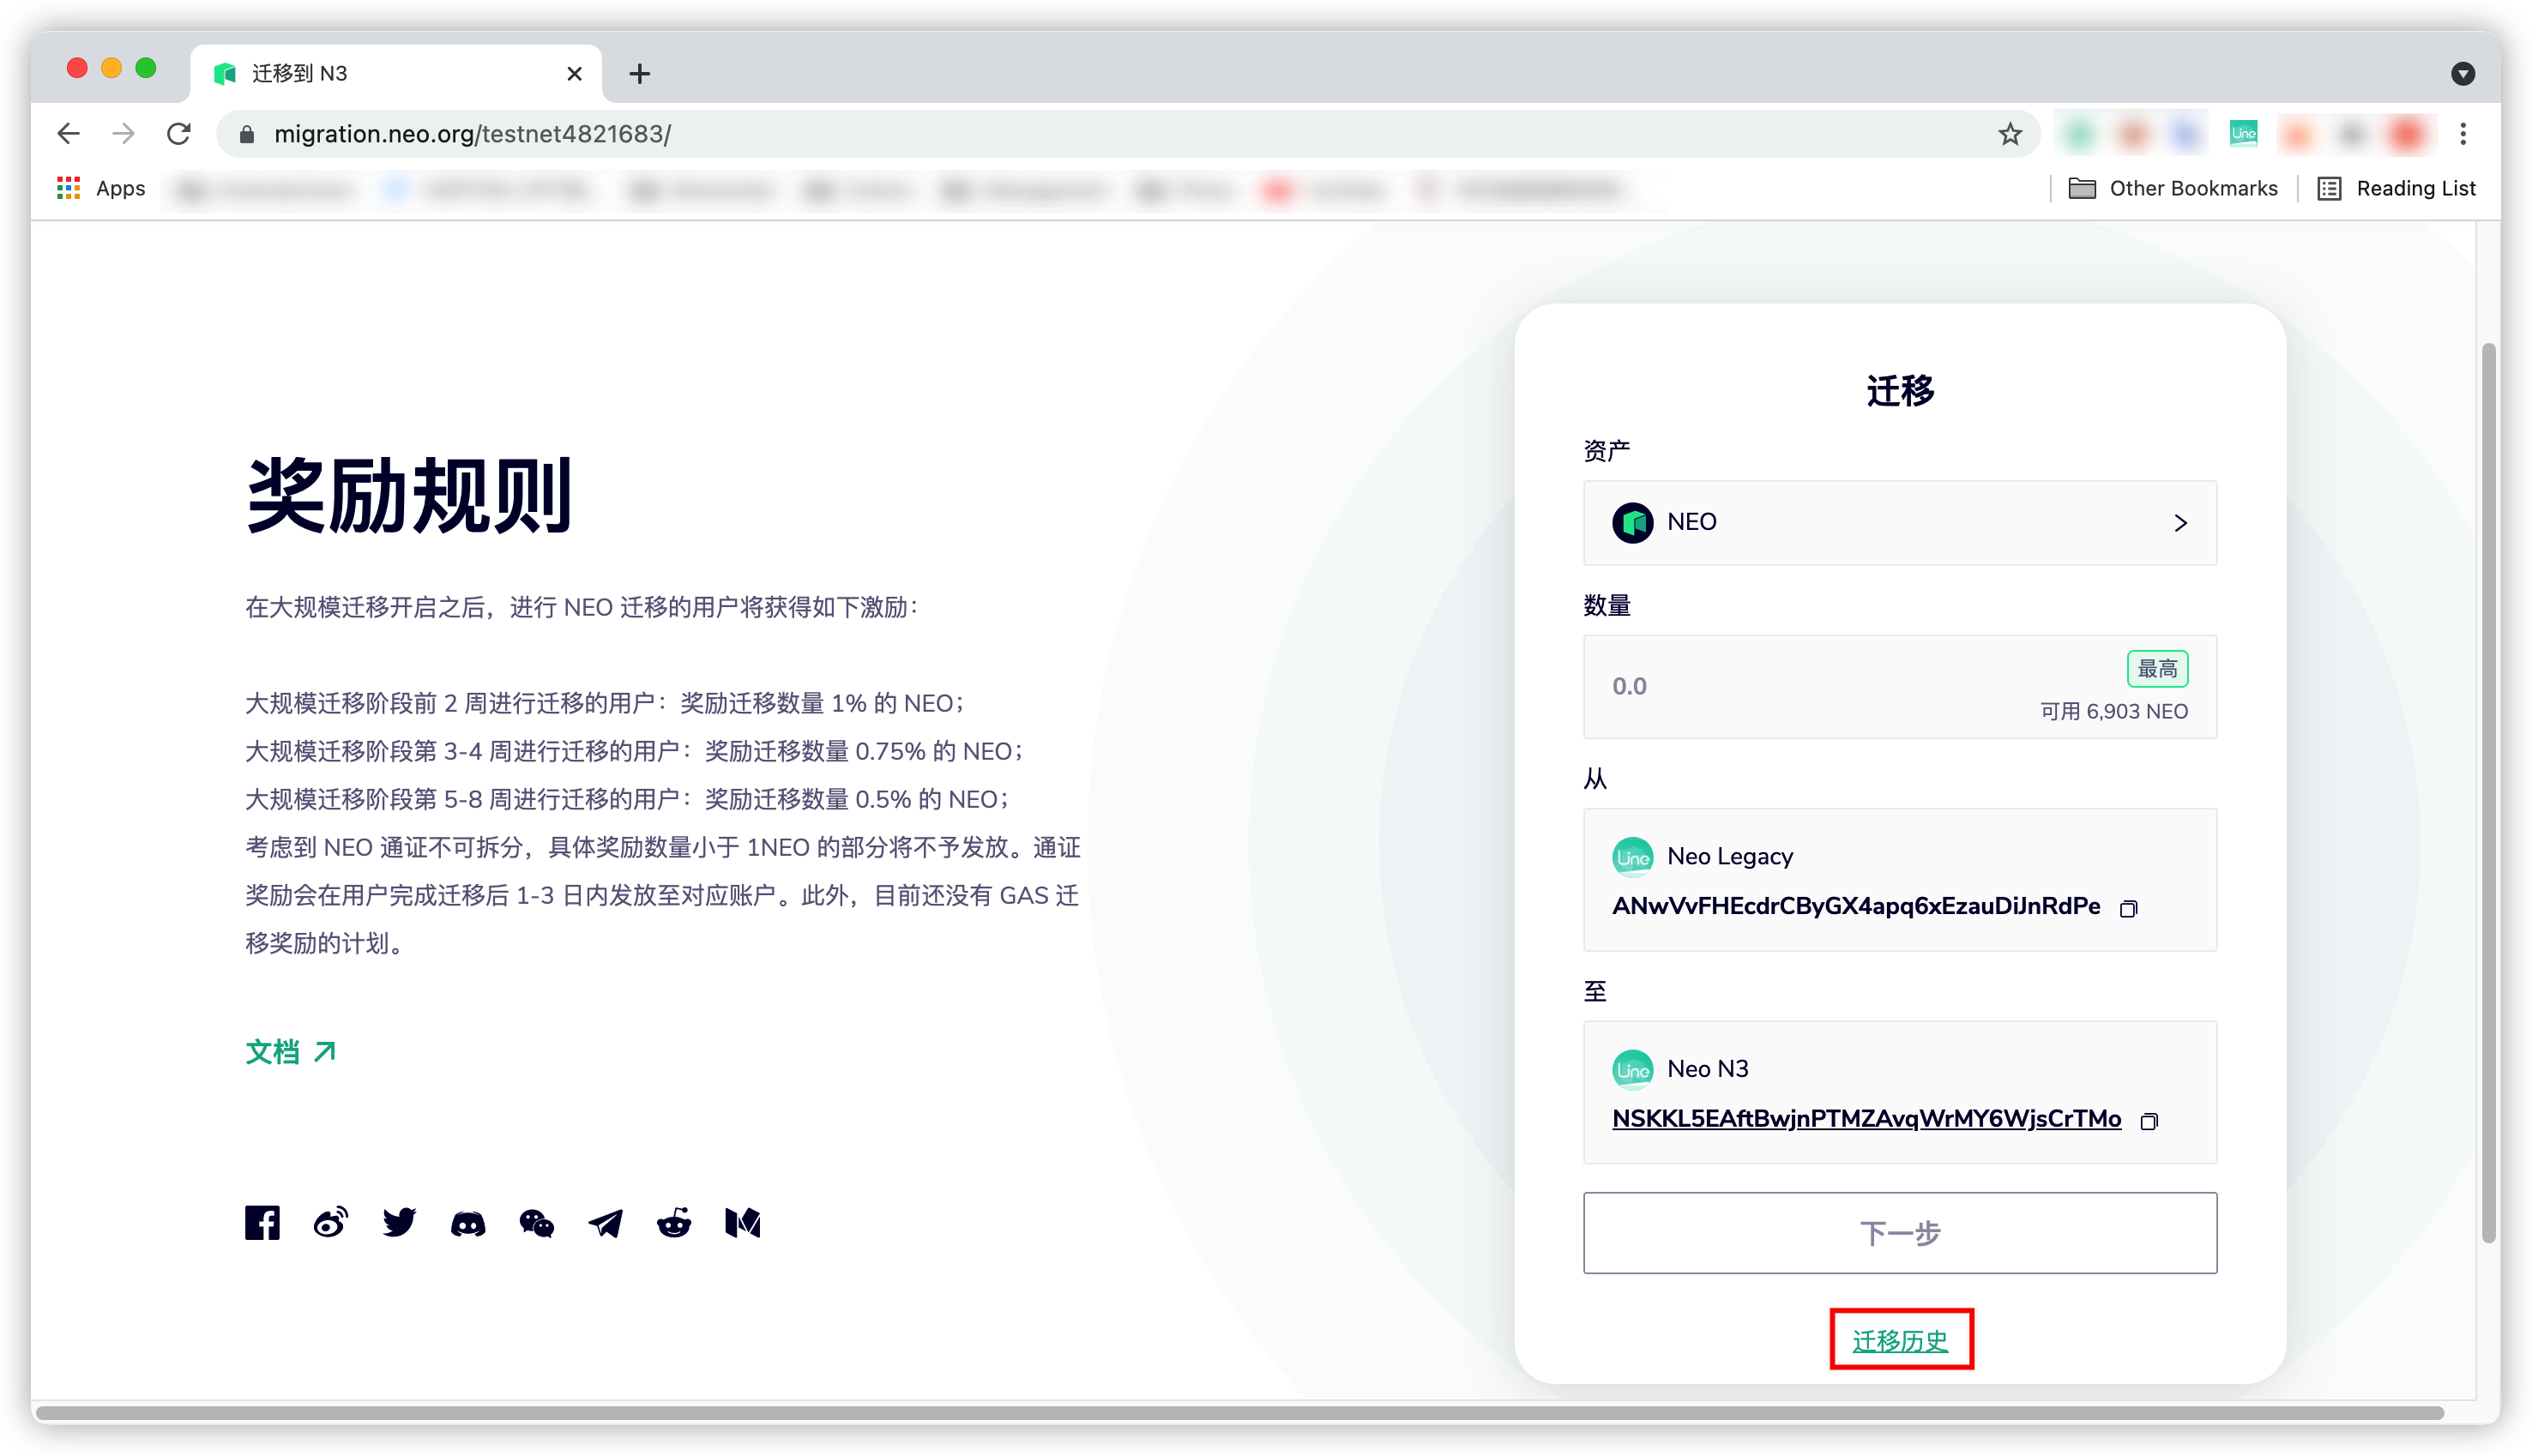 迁移到 N3
migration.neo.org/testnet4821683/
Line
Apps
Other Bookmarks
Reading List
奖励规则
在大规模迁移开启之后，进行 NEO 迁移的用户将获得如下激励：
大规模迁移阶段前 2 周进行迁移的用户：奖励迁移数量 1% 的 NEO；
大规模迁移阶段第 3-4 周进行迁移的用户：奖励迁移数量 0.75% 的 NEO；
大规模迁移阶段第 5-8 周进行迁移的用户：奖励迁移数量 0.5% 的 NEO；
考虑到 NEO 通证不可拆分，具体奖励数量小于 1NEO 的部分将不予发放。通证
奖励会在用户完成迁移后 1-3 日内发放至对应账户。此外，目前还没有 GAS 迁
移奖励的计划。
文档
迁移
资产
NEO
数量
0.0
最高
可用 6,903 NEO
从
Line
Neo Legacy
ANwVvFHEcdrCByGX4apq6xEzauDiJnRdPe
至
Line
Neo N3
NSKKL5EAftBwjnPTMZAvqWrMY6WjsCrTMo
下一步
迁移历史